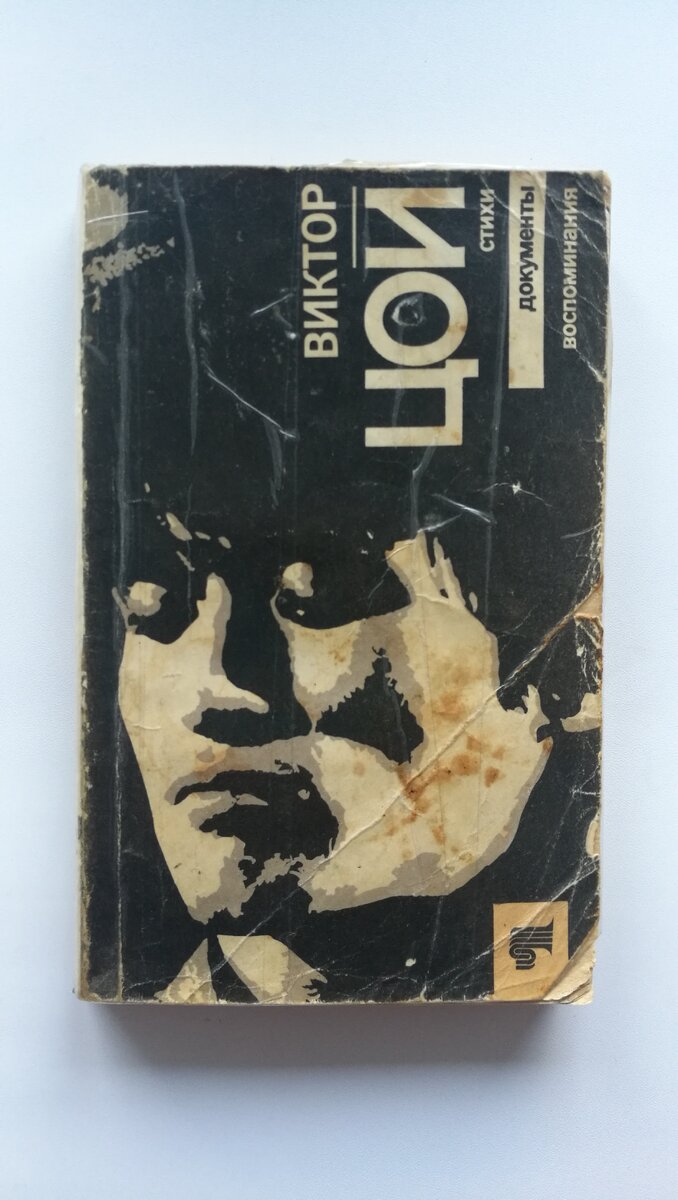 ВИКТОР
ЦОЙ
СТИХИ
ДОКУМЕНТЫ
ВОСПОМИНАНИЯ